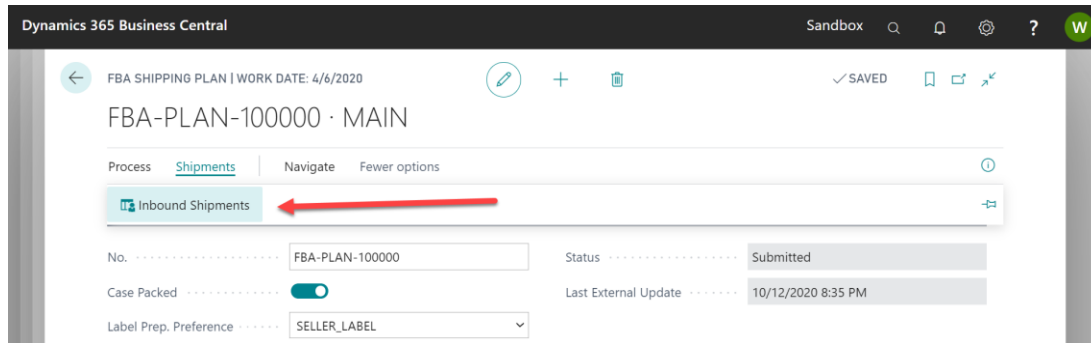 Dynamics 365 Business Central Sandbox ? W
FBA SHIPPING PLAN | WORK DATE: 4/6/2020 ✓ SAVED
FBA-PLAN-100000 · MAIN
Process Shipments Navigate Fewer options
Inbound Shipments
No. FBA-PLAN-100000 Status Submitted
Case Packed Last External Update 10/12/2020 8:35 PM
Label Prep. Preference SELLER_LABEL